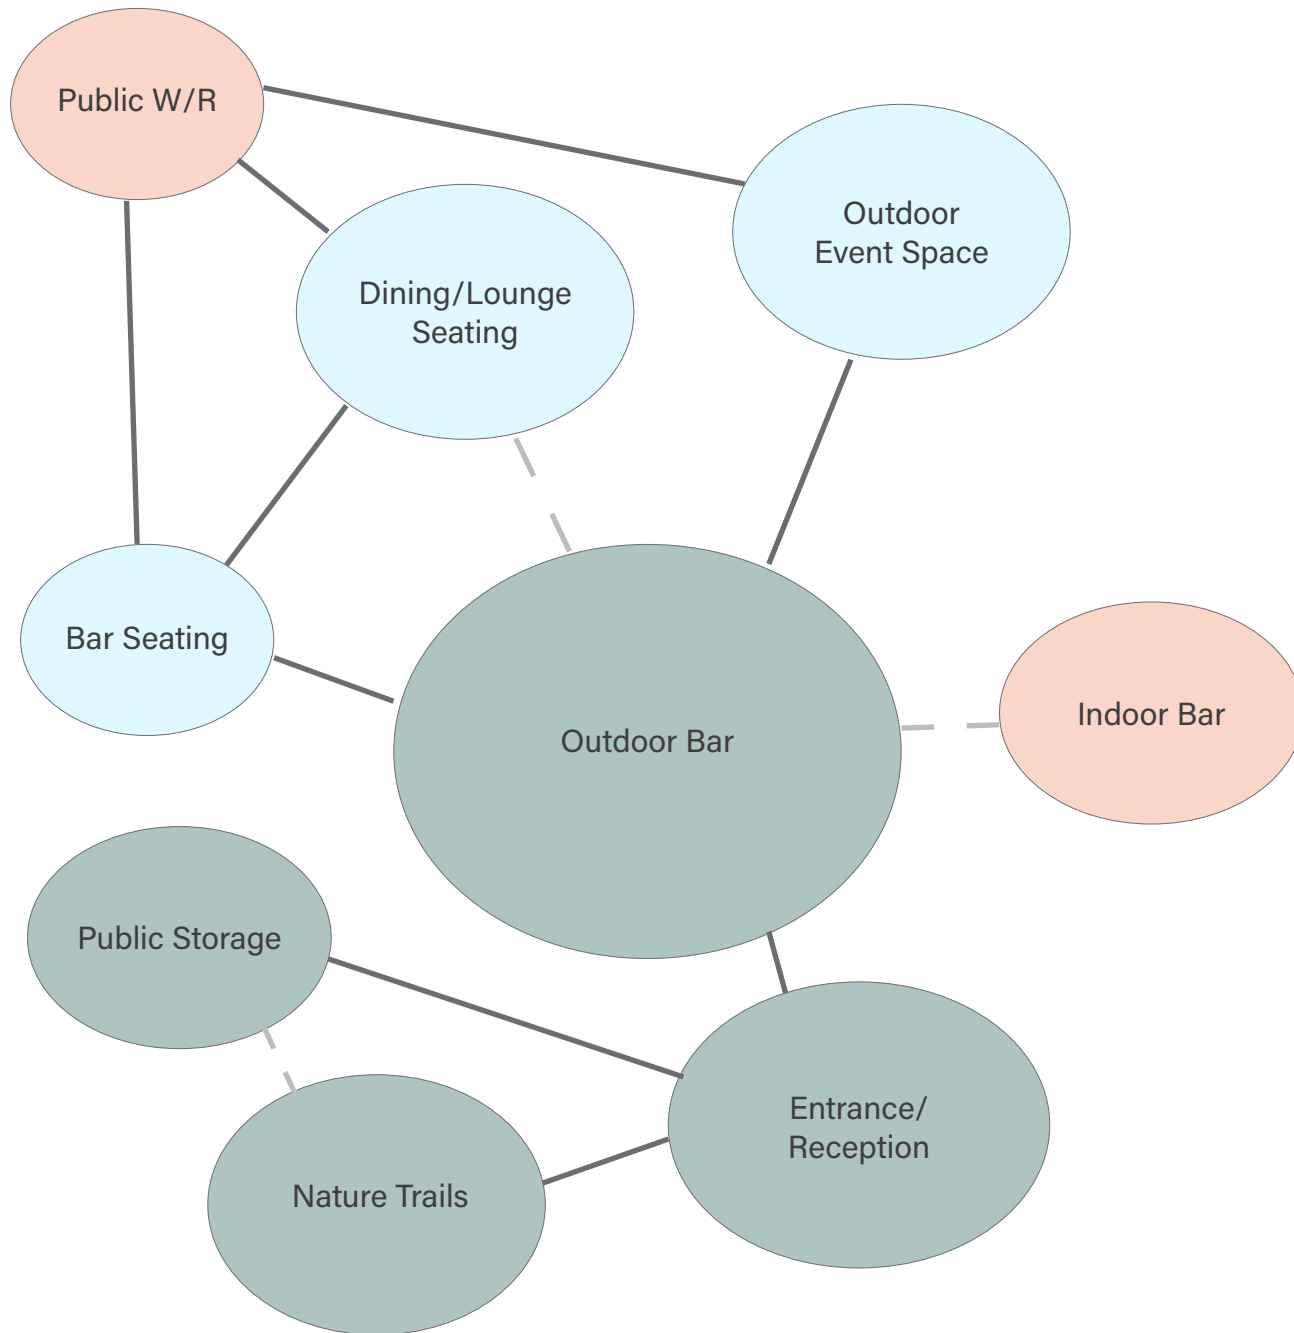 Public W/R
Outdoor
Event Space
Dining/Lounge
Seating
Bar Seating
Outdoor Bar
Indoor Bar
Public Storage
Entrance/
Reception
Nature Trails